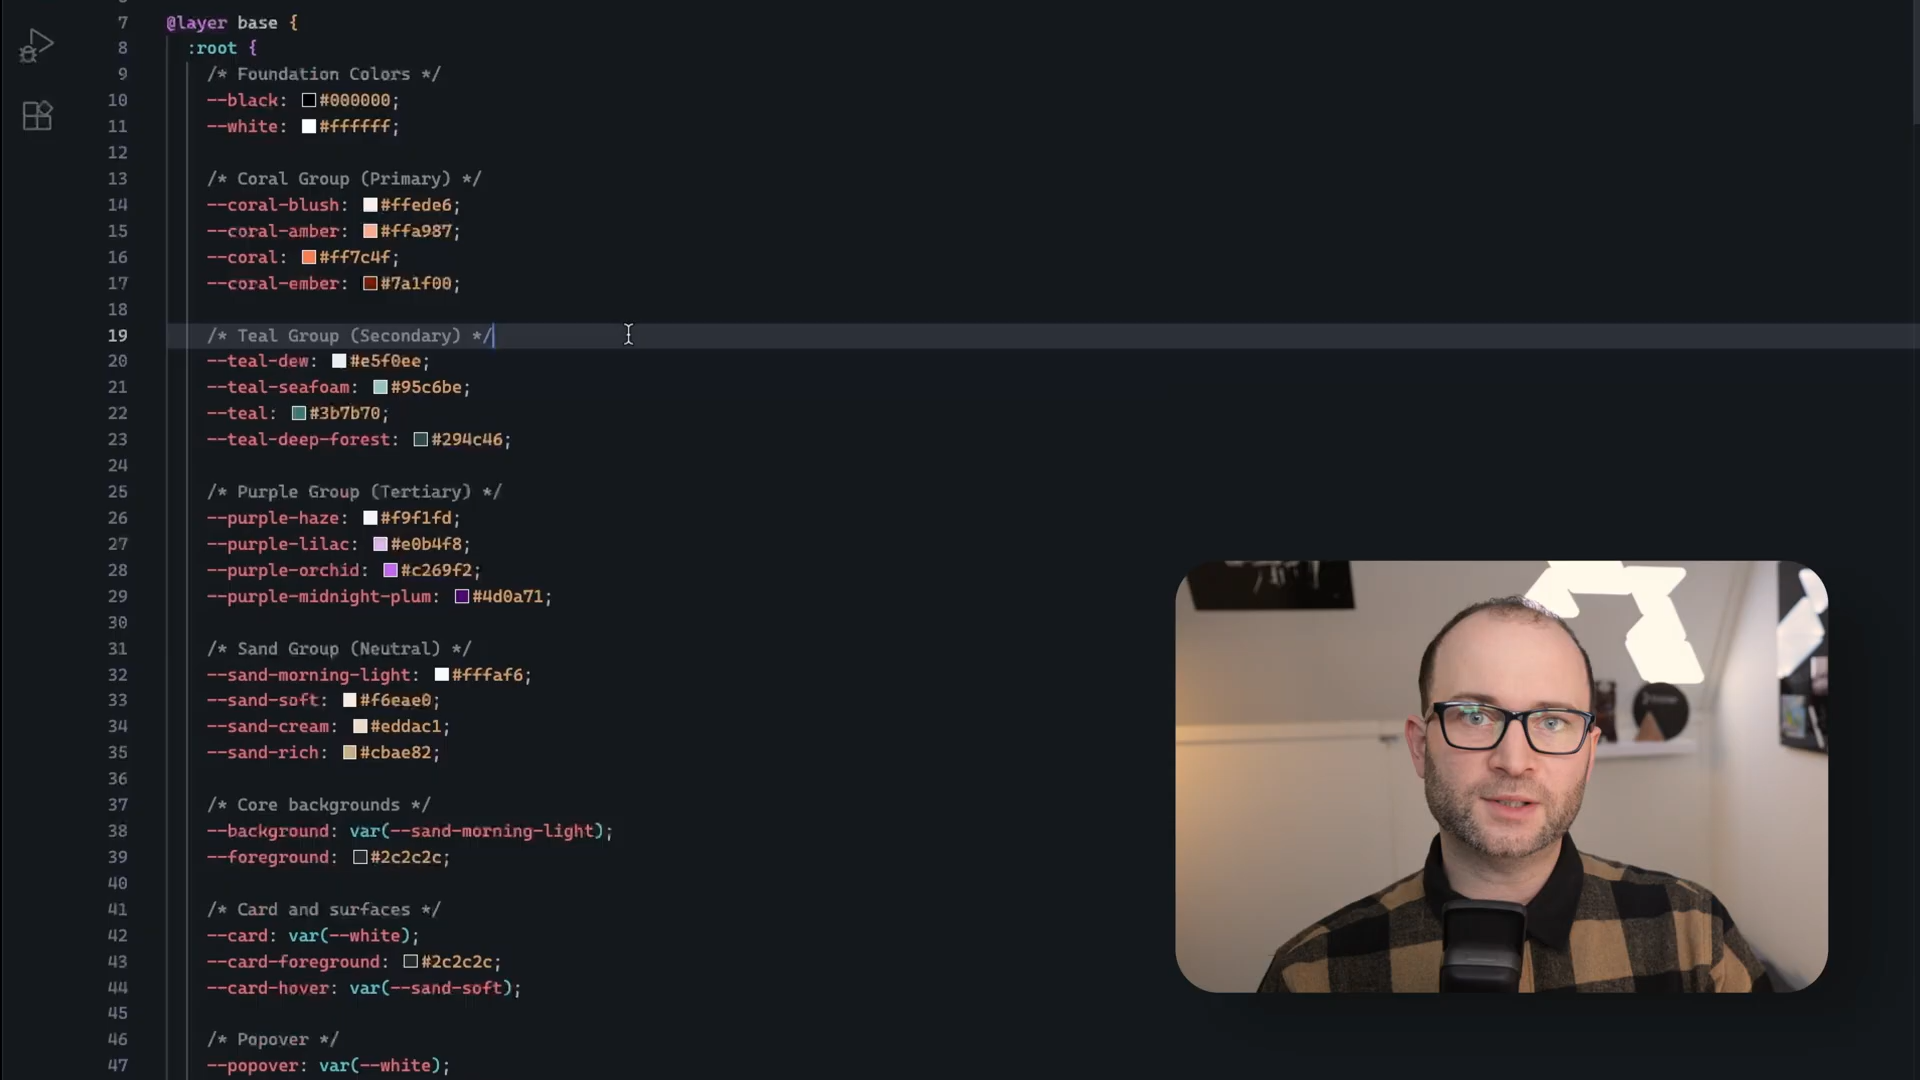 7 @layer base {
8 :root {
9 /* Foundation Colors */
10 --black: #000000;
11 --white: #ffffff;
12
13 /* Coral Group (Primary) */
14 --coral-blush: #ffede6;
15 --coral-amber: #ffa987;
16 --coral: #ff7c4f;
17 --coral-ember: #7a1f00;
18
19 /* Teal Group (Secondary) */
20 --teal-dew: #e5f0ee;
21 --teal-seafoam: #95c6be;
22 --teal: #3b7b70;
23 --teal-deep-forest: #294c46;
24
25 /* Purple Group (Tertiary) */
26 --purple-haze: #f9f1fd;
27 --purple-lilac: #e0b4f8;
28 --purple-orchid: #c269f2;
29 --purple-midnight-plum: #4d0a71;
30
31 /* Sand Group (Neutral) */
32 --sand-morning-light: #fffaf6;
33 --sand-soft: #f6eae0;
34 --sand-cream: #eddac1;
35 --sand-rich: #cbae82;
36
37 /* Core backgrounds */
38 --background: var(--sand-morning-light);
39 --foreground: #2c2c2c;
40
41 /* Card and surfaces */
42 --card: var(--white);
43 --card-foreground: #2c2c2c;
44 --card-hover: var(--sand-soft);
45
46 /* Popover */
47 --popover: var(--white);